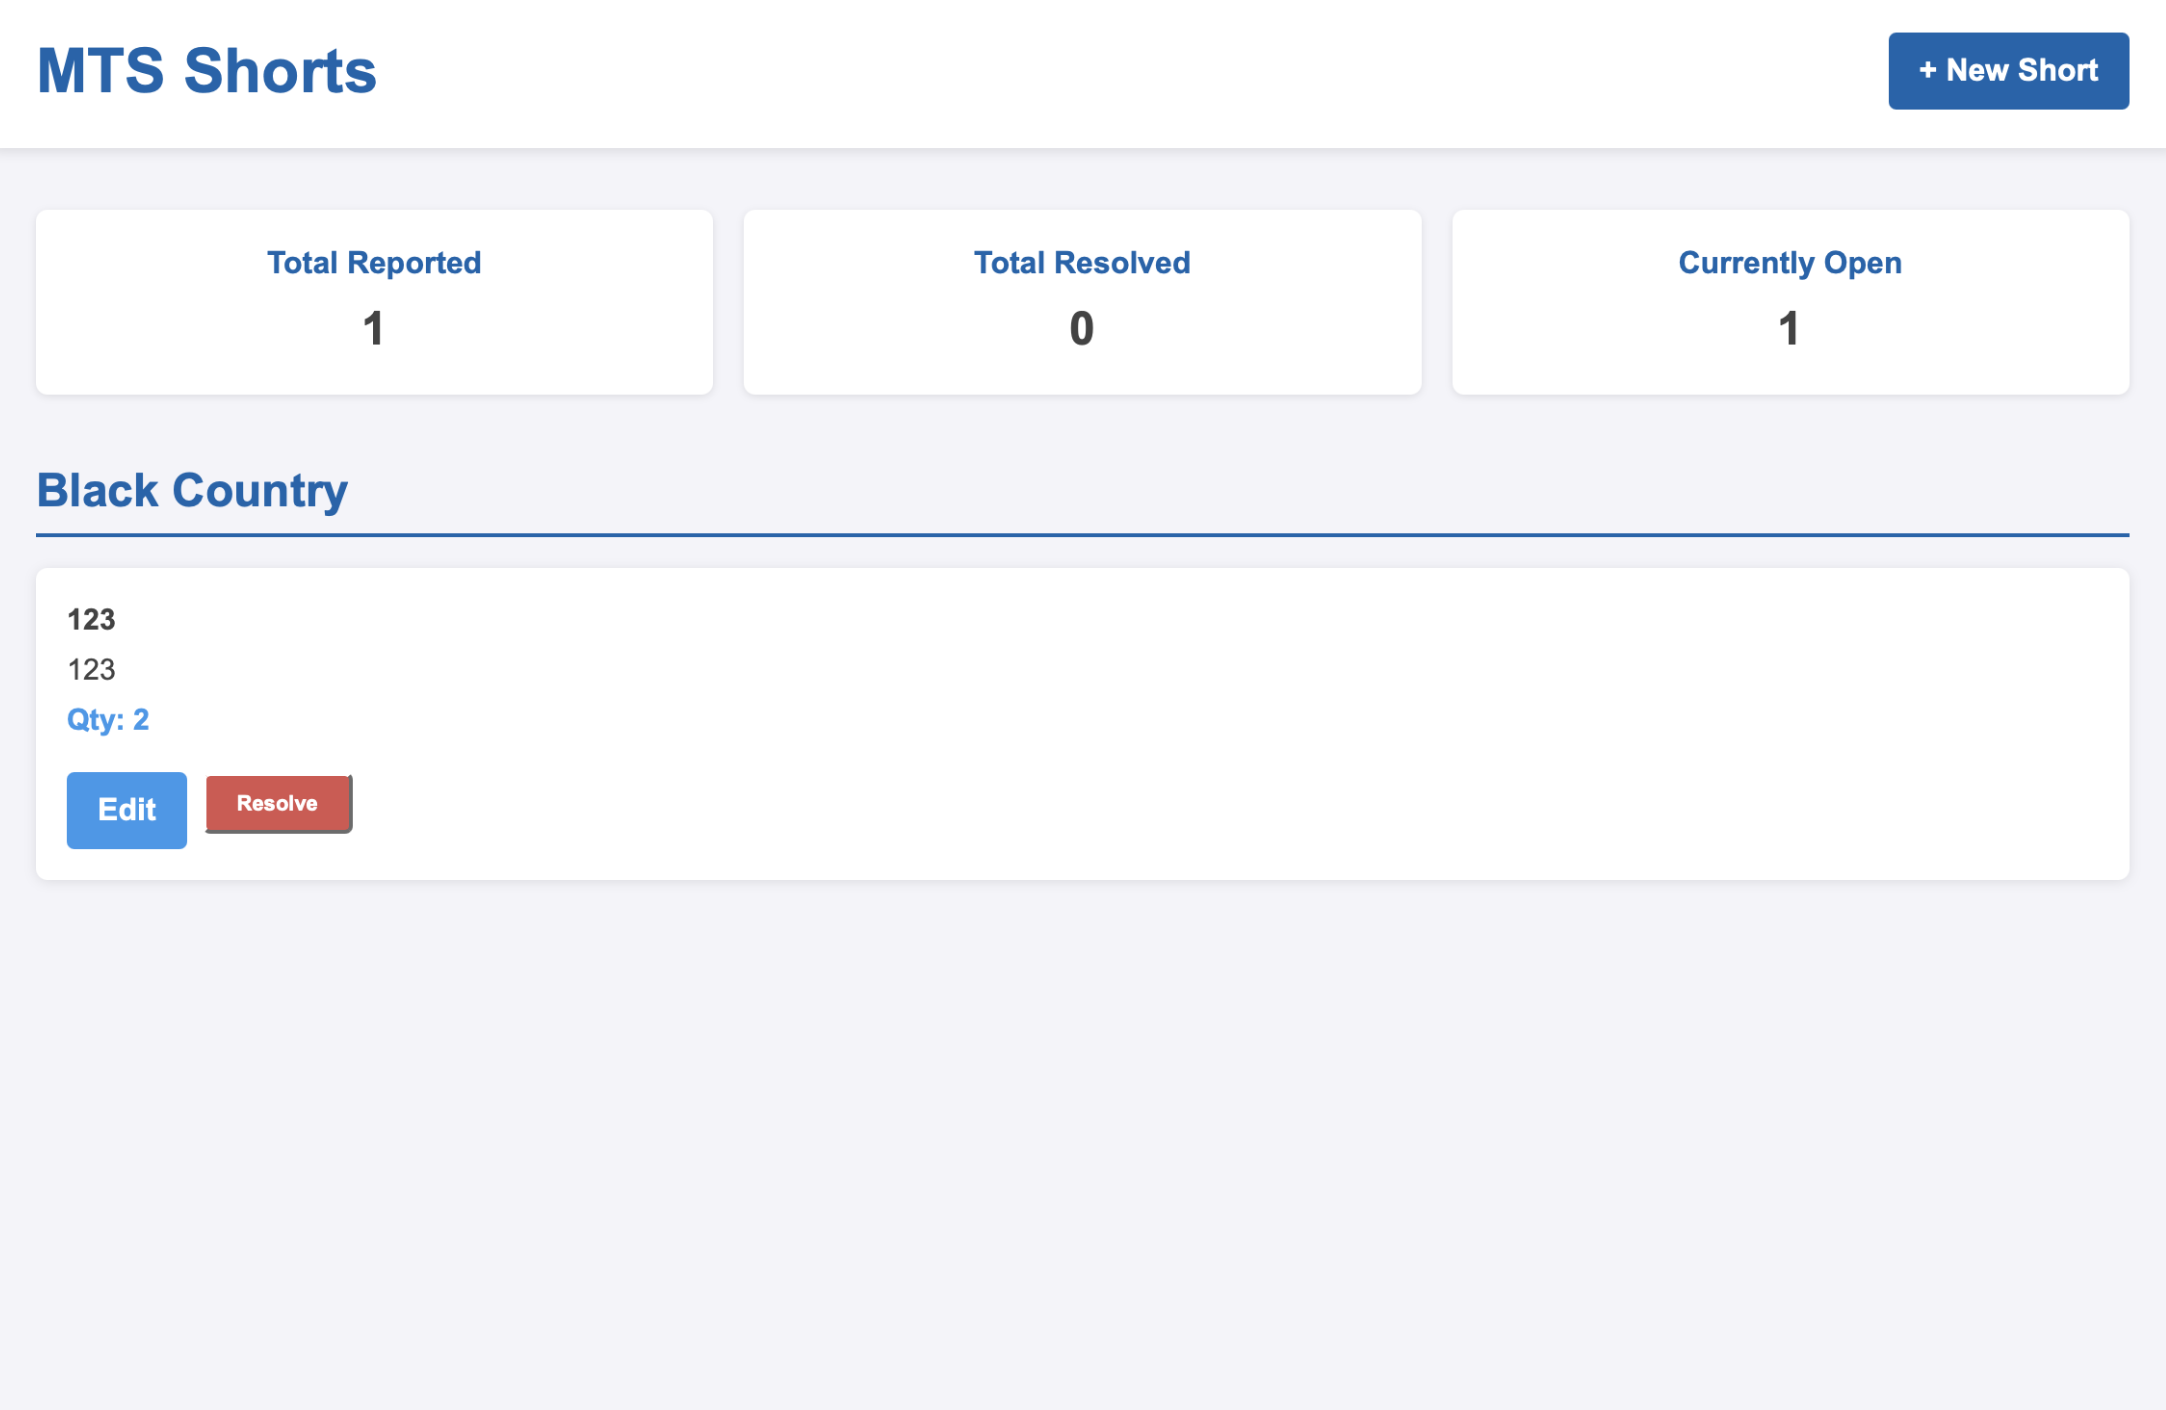 MTS Shorts
+ New Short
Total Reported
1
Total Resolved
0
Currently Open
1
Black Country
123
123
Qty: 2
Edit
Resolve